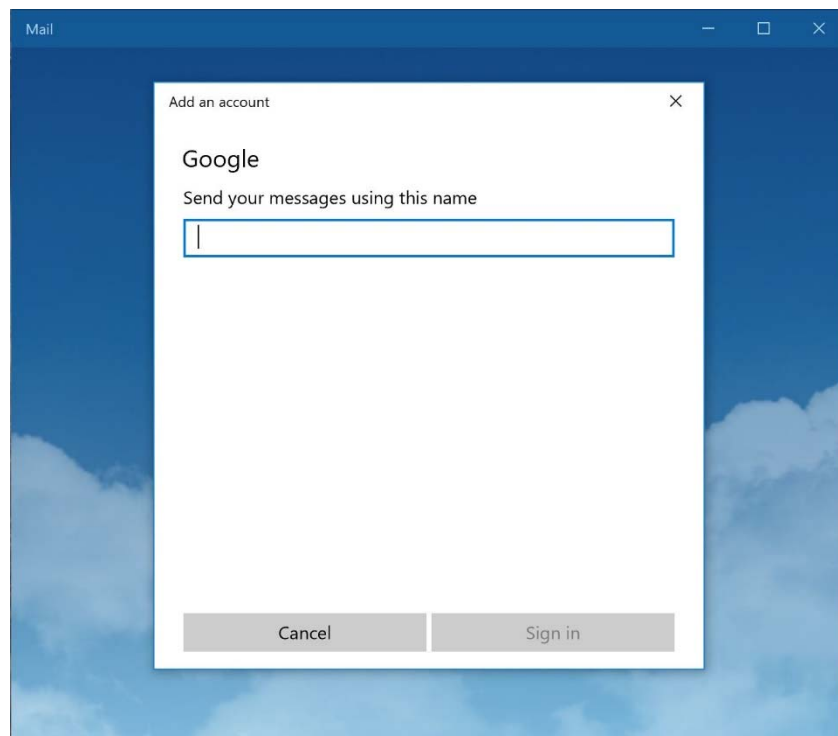 Mail
Add an account
Google
Send your messages using this name
Cancel Sign in